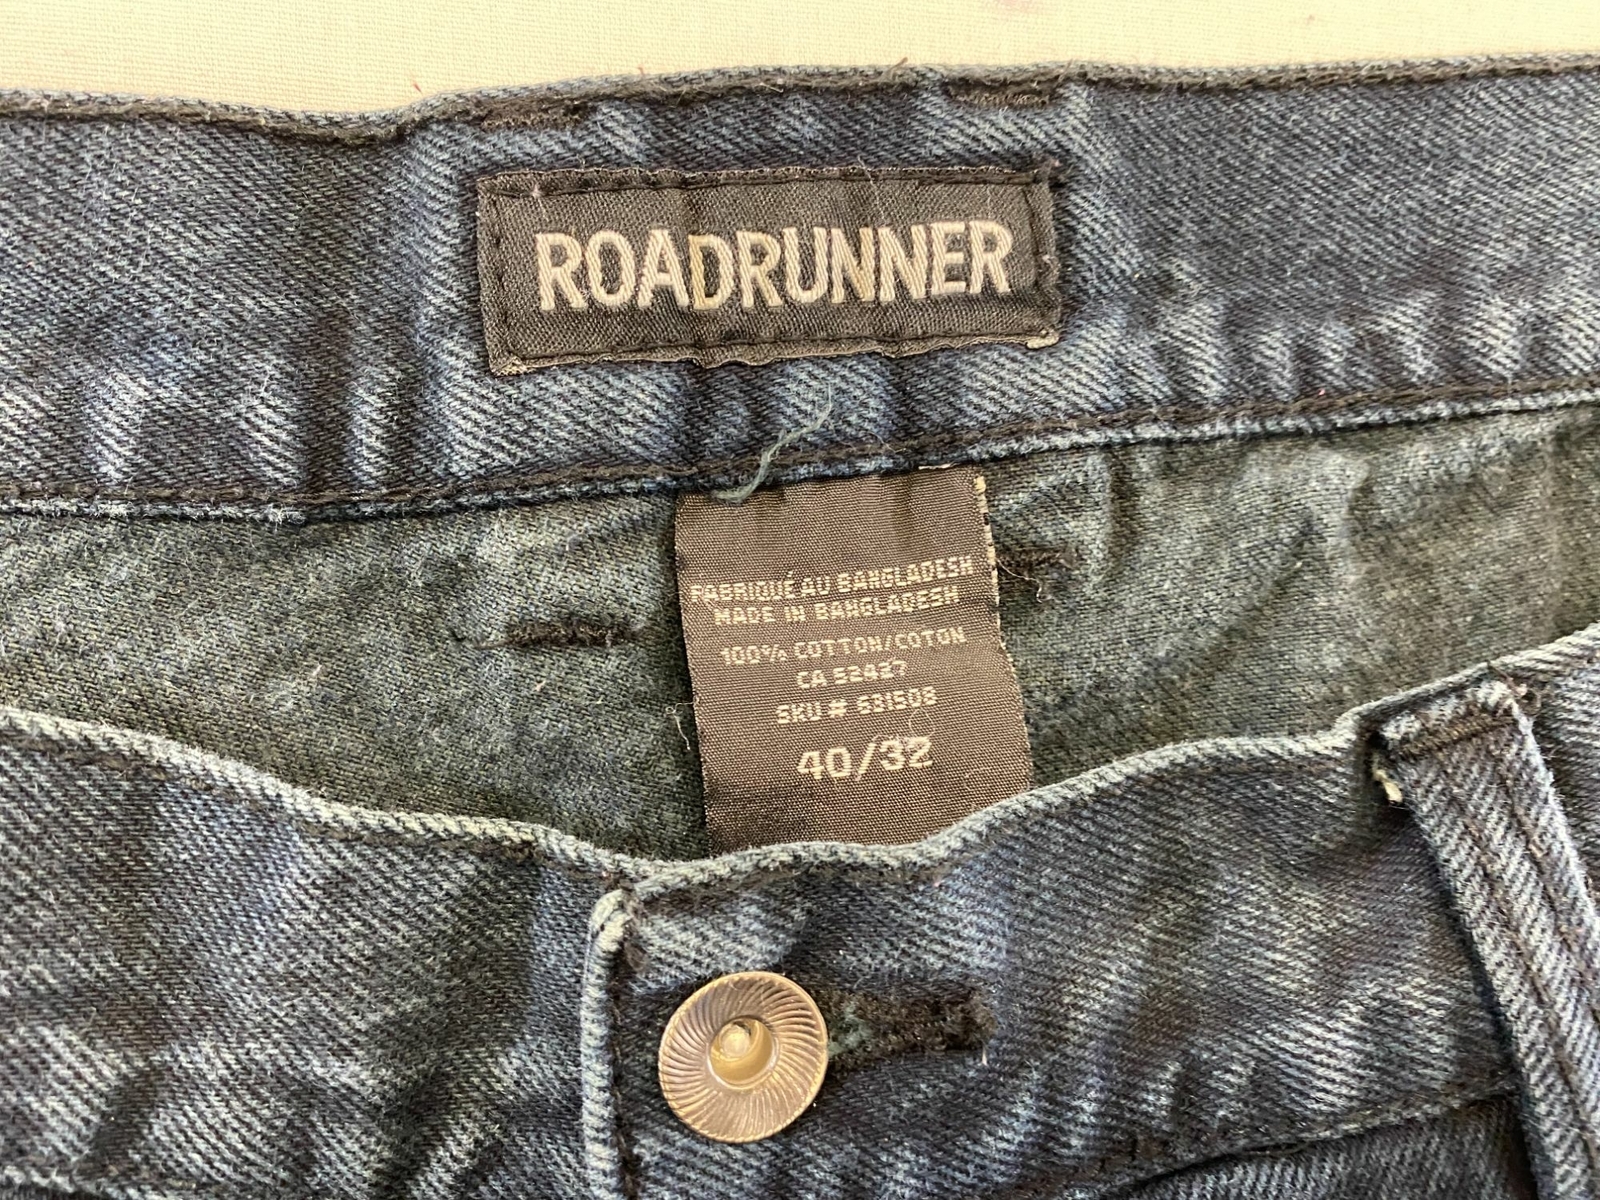 ROADRUNNER
FABRIQUÉ AU BANGLADESH
MADE IN BANGLADESH
100% COTTON/COTON
CA 52427
SKU # 631508
40/32